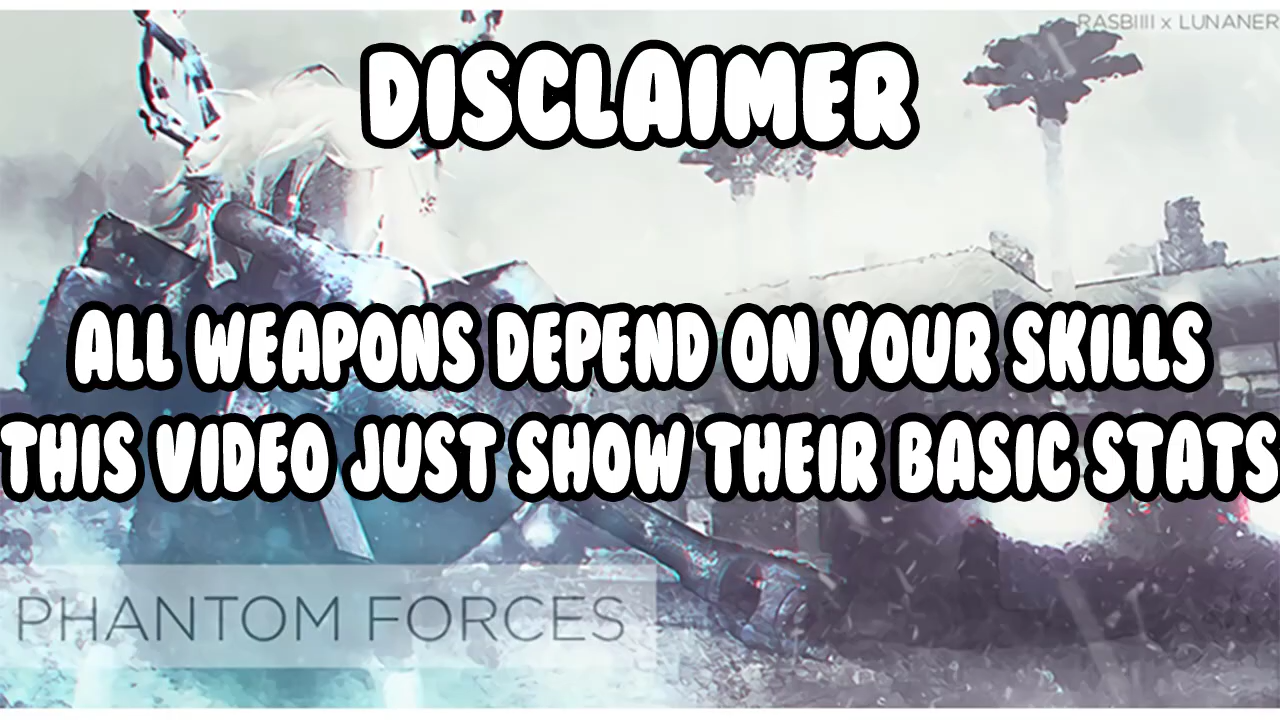 RASBIIII x LUNANER
DISCLAIMER
ALL WEAPONS DEPEND ON YOUR SKILLS
THIS VIDEO JUST SHOW THEIR BASIC STATS
PHANTOM FORCES